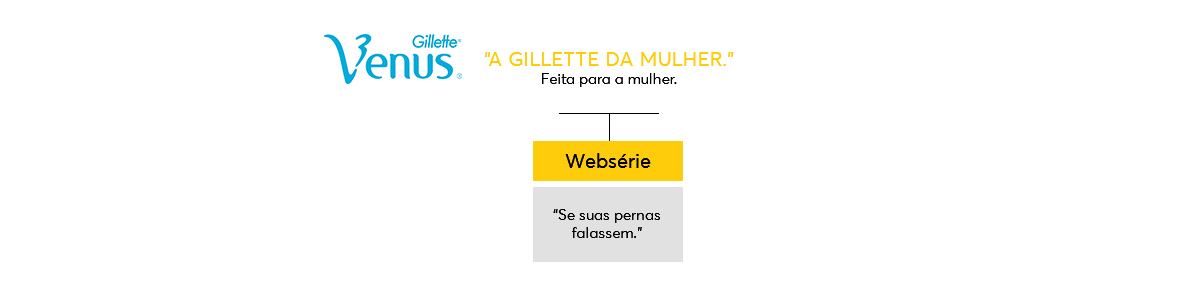 Gillette®
Venus®
"A GILLETTE DA MULHER."
Feita para a mulher.
Websérie
"Se suas pernas
falassem."